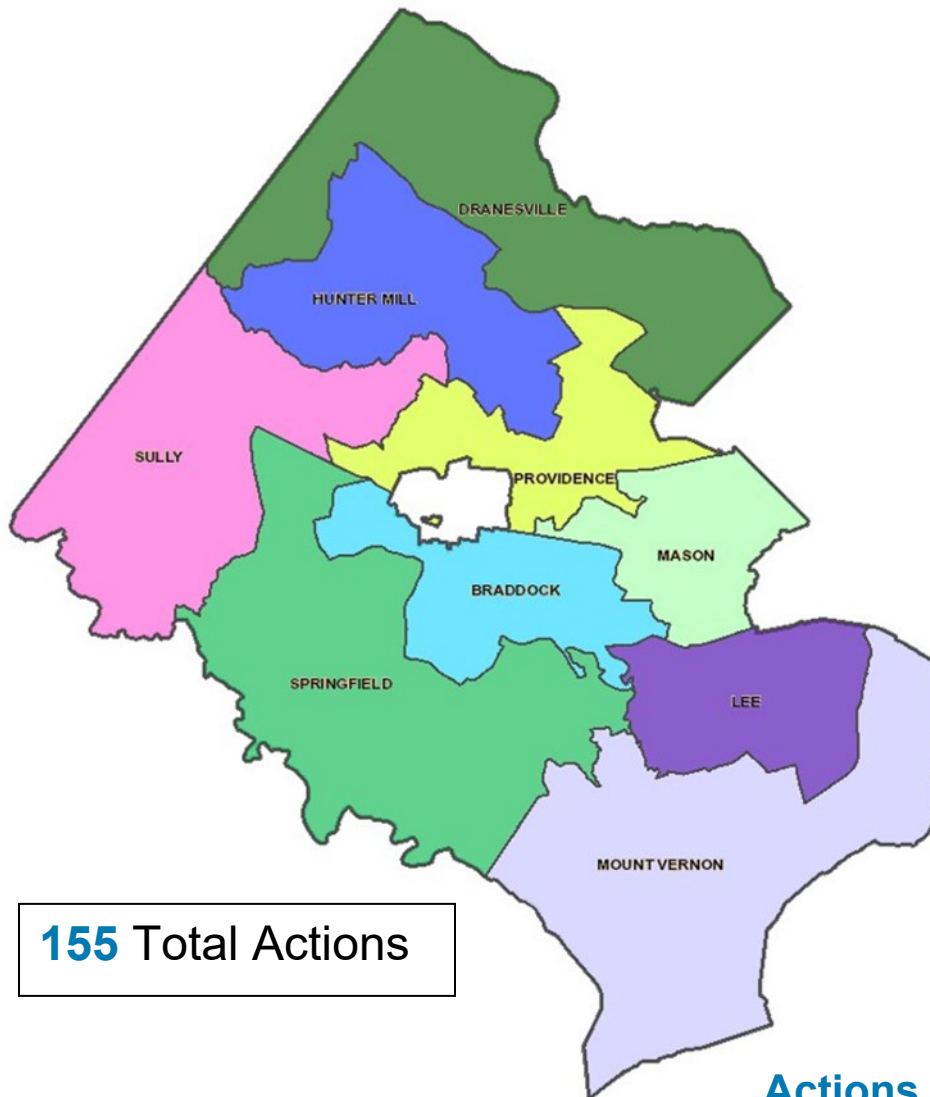 DRANESVILLE
HUNTER MILL
SULLY
PROVIDENCE
MASON
BRADDOCK
SPRINGFIELD
LEE
MOUNT VERNON
155 Total Actions
Actions